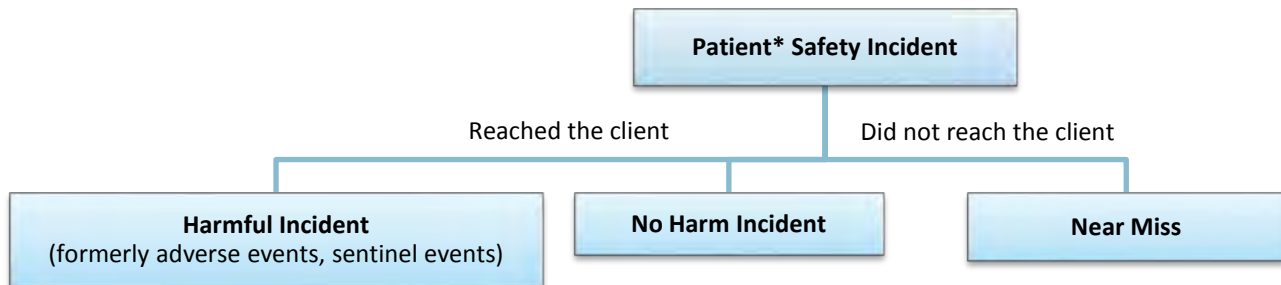 Patient* Safety Incident
Reached the client
Did not reach the client
Harmful Incident
(formerly adverse events, sentinel events)
No Harm Incident
Near Miss